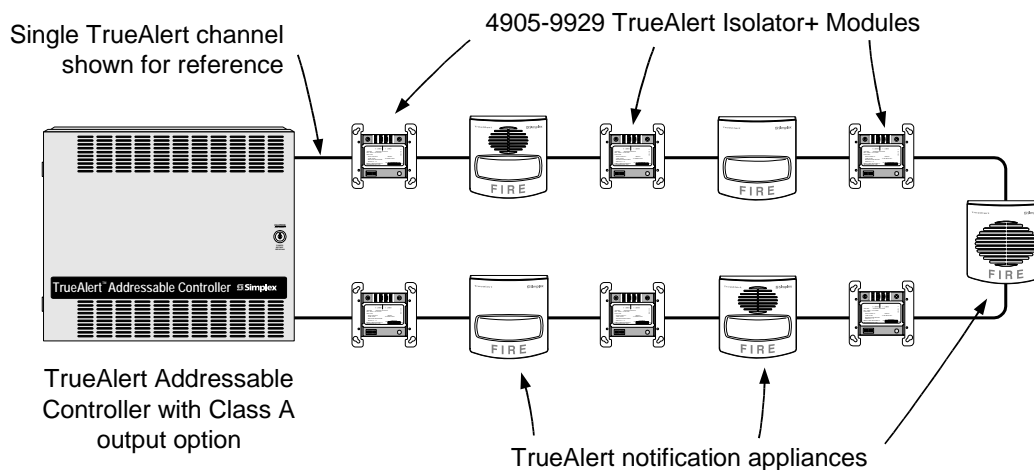 Single TrueAlert channel
shown for reference
4905-9929 TrueAlert Isolator+ Modules
FIRE
FIRE
TrueAlert™ Addressable Controller Simplex
FIRE
FIRE
FIRE
TrueAlert Addressable
Controller with Class A
output option
TrueAlert notification appliances